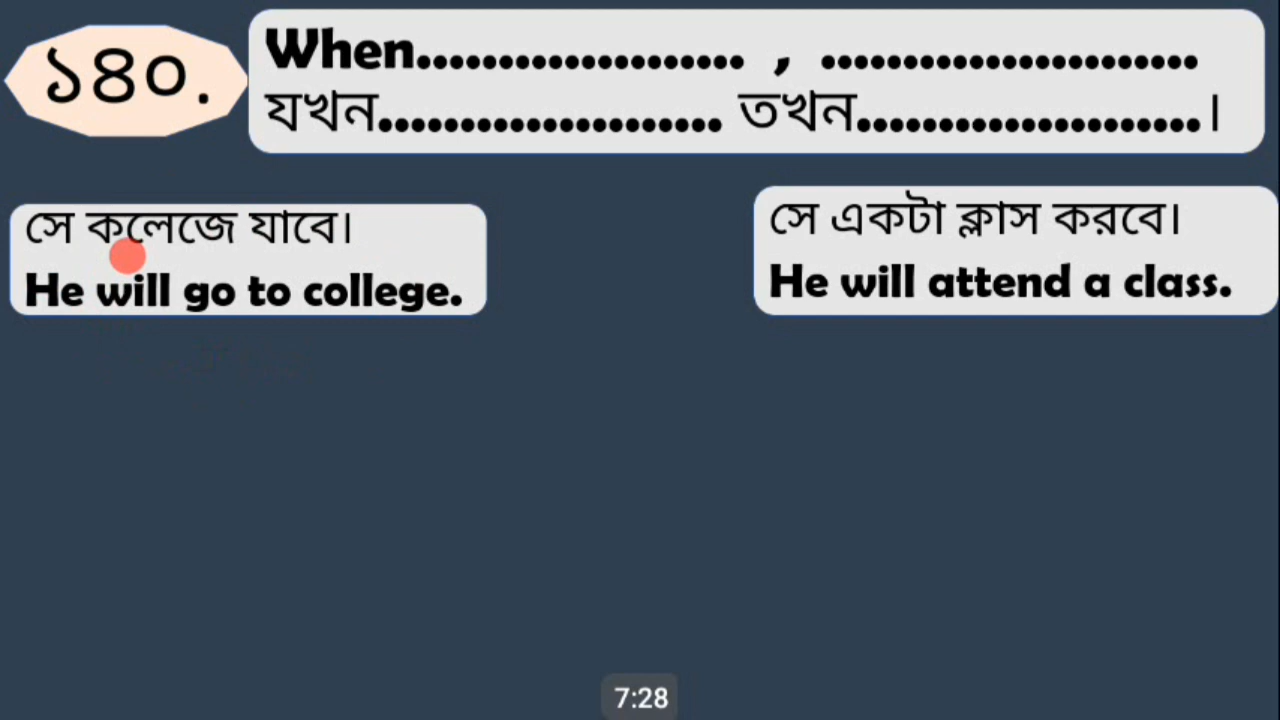 ১৪০.
When.................... , .......................
যখন..................... তখন.....................।
সে কলেজে যাবে।
He will go to college.
সে একটা ক্লাস করবে।
He will attend a class.
7:28